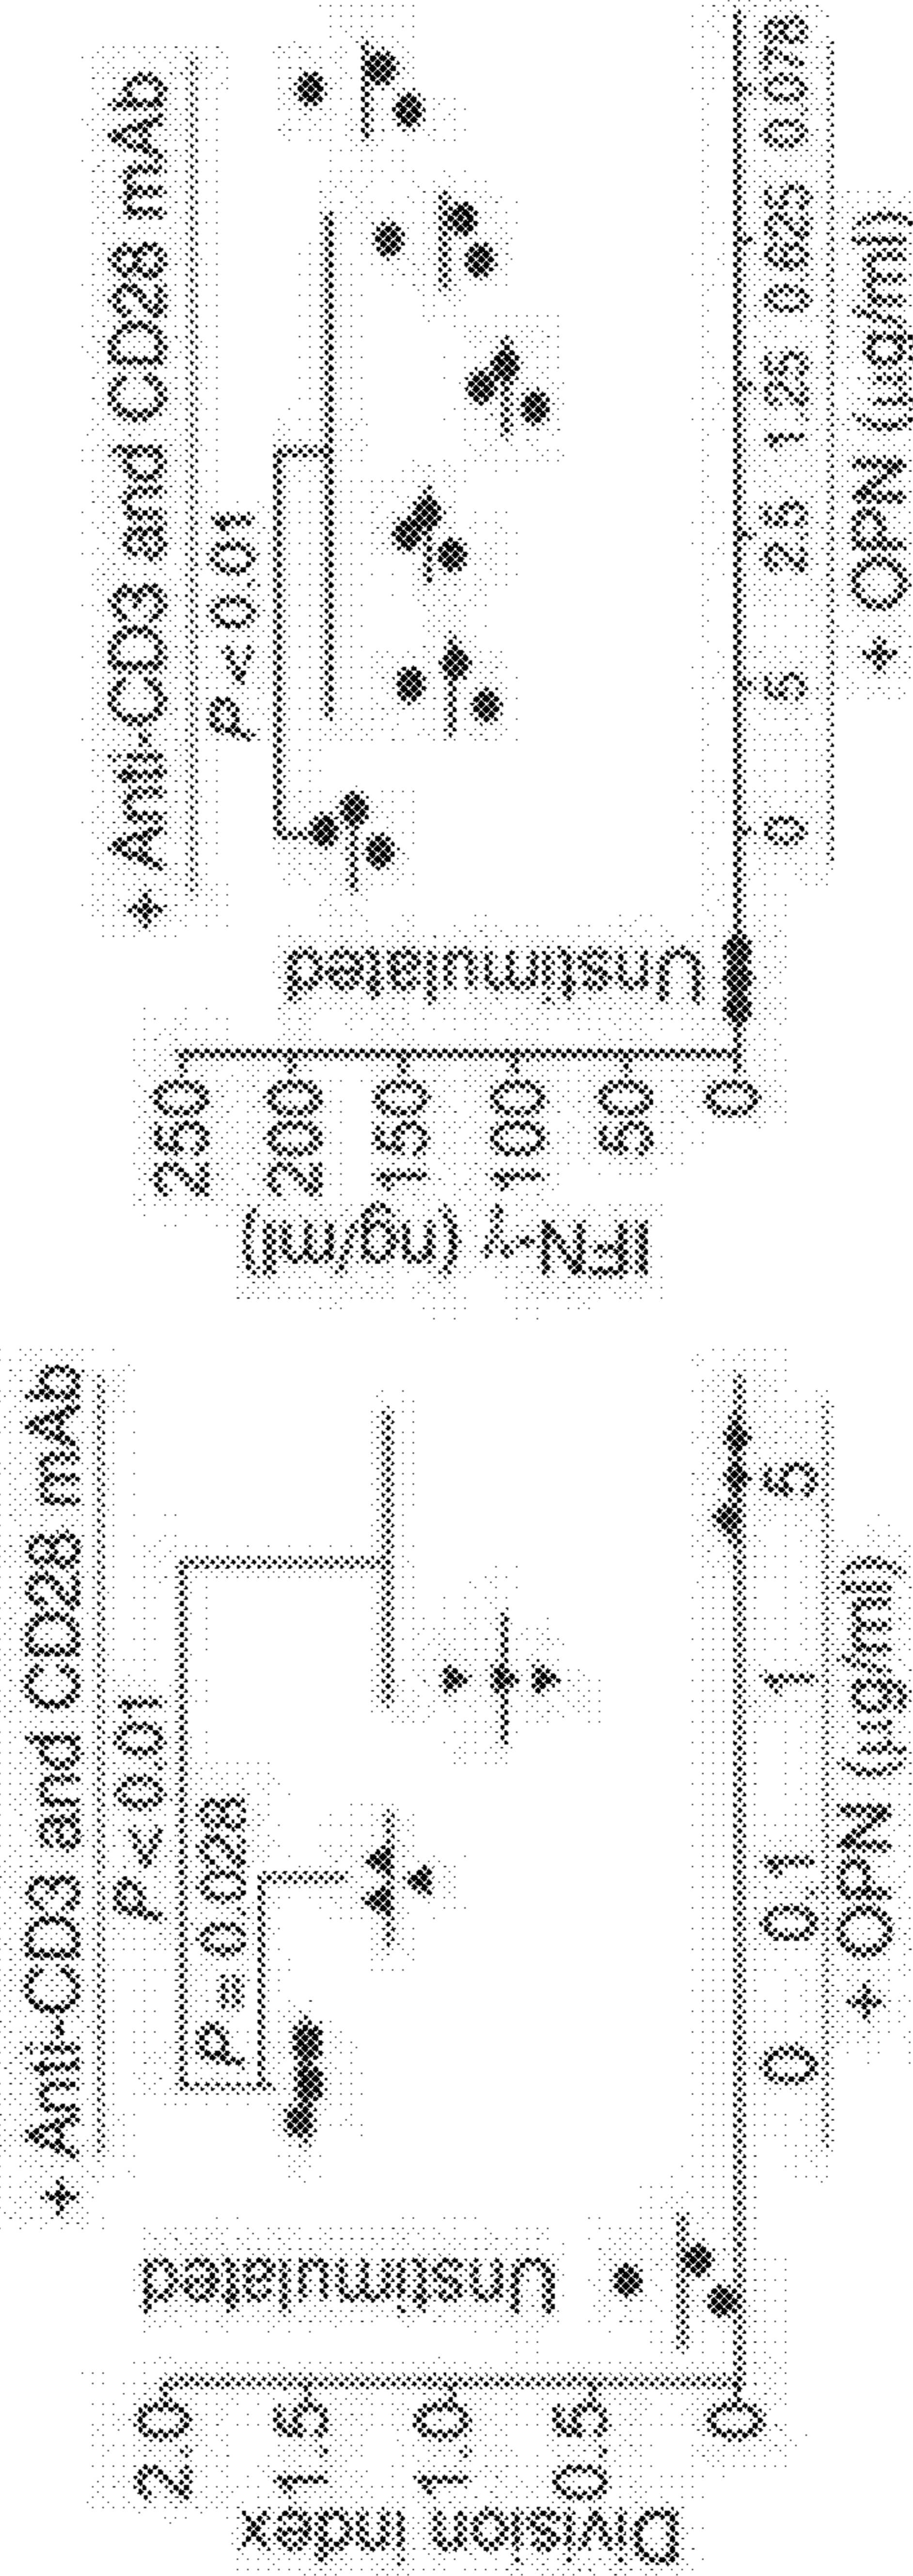 + Anti-CD3 and CD28 mAb
P < 0.01
P = 0.028
Division index
2.0
1.5
1.0
0.5
0
Unstimulated
0 0.1 1 5
+ OPN (µg/ml)
+ Anti-CD3 and CD28 mAb
P < 0.01
IFN-γ (ng/ml)
250
200
150
100
50
0
Unstimulated
0 5 2.5 1.25 0.625 0.078
+ OPN (µg/ml)